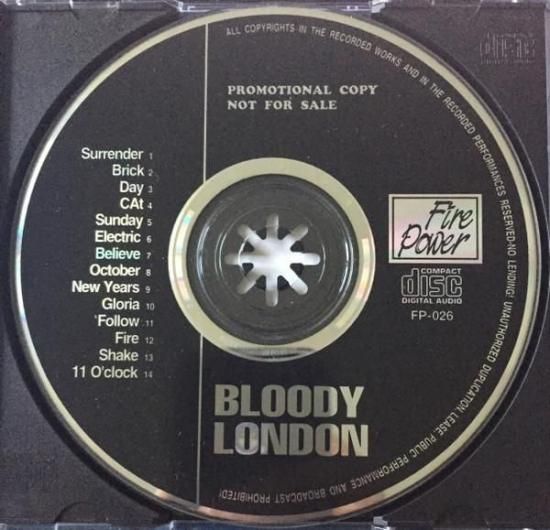 ALL COPYRIGHTS IN THE RECORDED WORKS AND IN THE RECORDED PERFORMANCES RESERVED-NO LENDING! UNAUTHORIZED DUPLICATION, LEASE, PUBLIC PERFORMANCE AND BROADCAST PROHIBITED!
PROMOTIONAL COPY
NOT FOR SALE
Surrender 1
Brick 2
Day 3
CAt 4
Sunday 5
Electric 6
Believe 7
October 8
New Years 9
Gloria 10
'Follow 11
Fire 12
Shake 13
11 O'clock 14
Fire
Power
COMPACT
disc
DIGITAL AUDIO
FP-026
BLOODY
LONDON